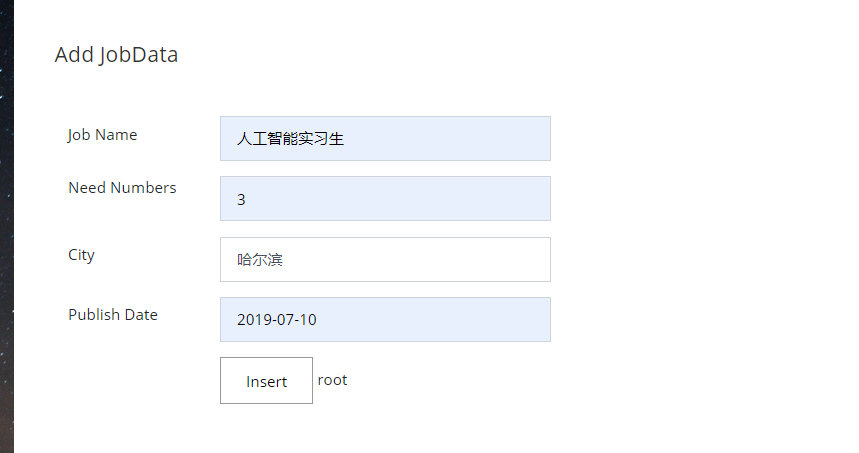 Add JobData
Job Name 人工智能实习生
Need Numbers 3
City 哈尔滨
Publish Date 2019-07-10
Insert root